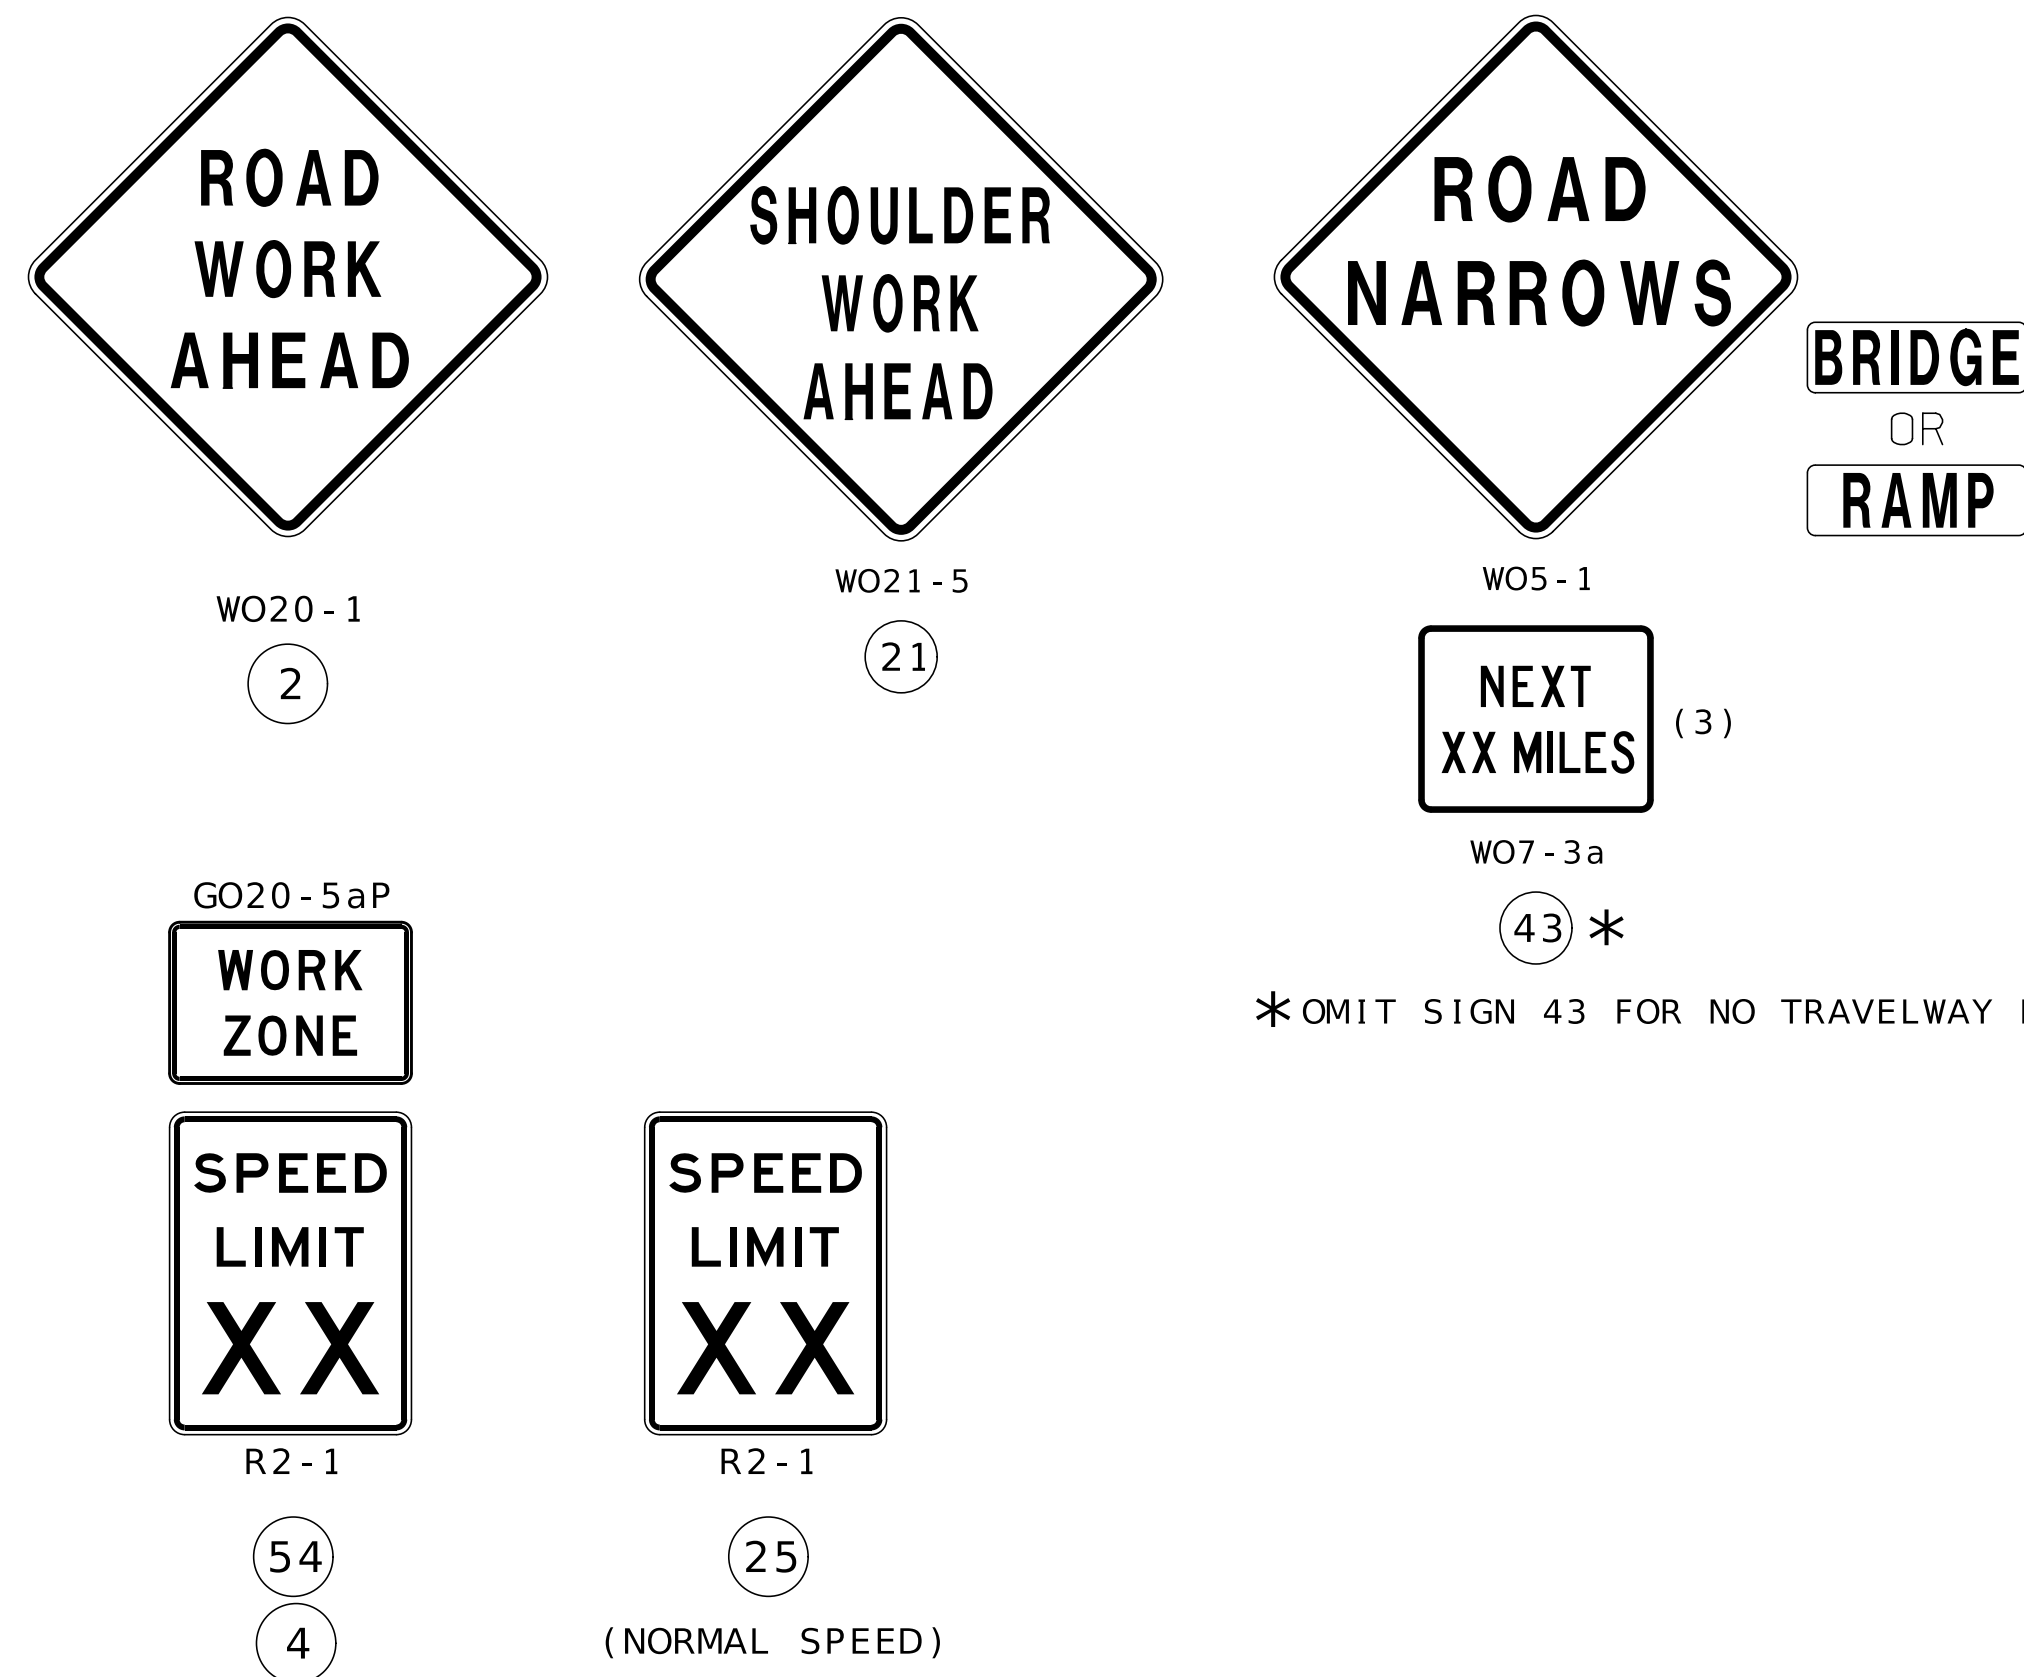 ROAD
WORK
AHEAD
WO20-1
2
SHOULDER
WORK
AHEAD
WO21-5
21
ROAD
NARROWS
BRIDGE
OR
RAMP
WO5-1
NEXT
XX MILES
(3)
WO7-3a
43 *
* OMIT SIGN 43 FOR NO TRAVELWAY
GO20-5aP
WORK
ZONE
SPEED
LIMIT
XX
R2-1
54
4
SPEED
LIMIT
XX
R2-1
25
(NORMAL SPEED)